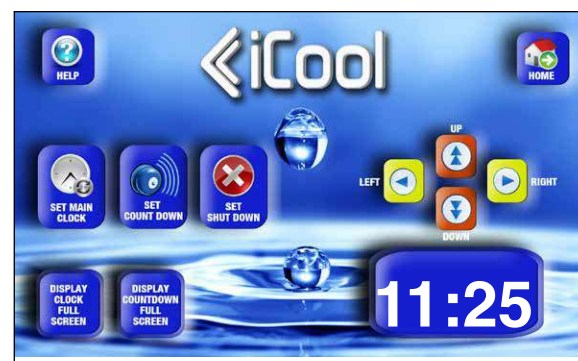 HELP
iCool
HOME
UP
LEFT
RIGHT
DOWN
SET MAIN
CLOCK
SET
COUNT DOWN
SET
SHUT DOWN
DISPLAY
CLOCK
FULL
SCREEN
DISPLAY
COUNTDOWN
FULL
SCREEN
11:25